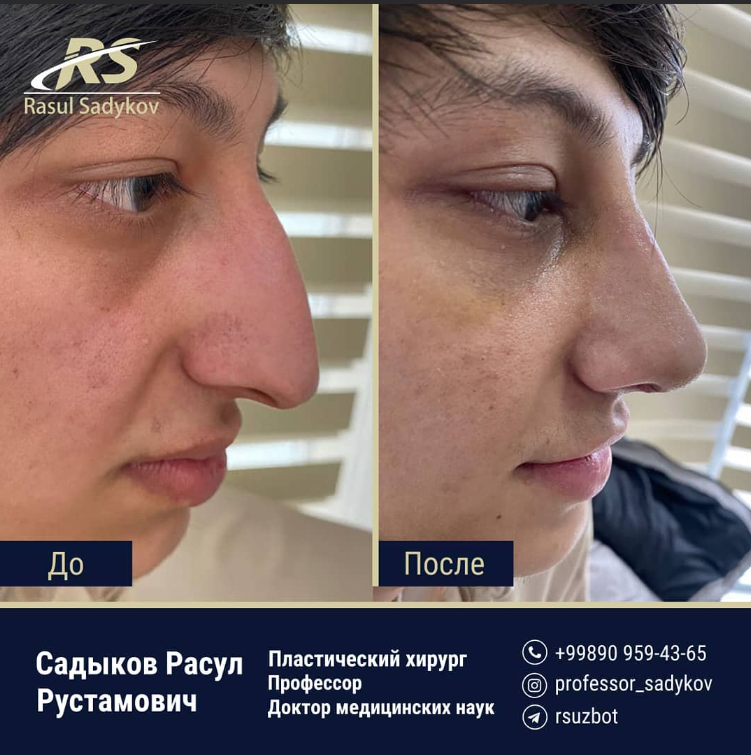 RS
Rasul Sadykov
До
После
Садыков Расул
Рустамович
Пластический хирург
Профессор
Доктор медицинских наук
+99890 959-43-65
professor_sadykov
rsuzbot